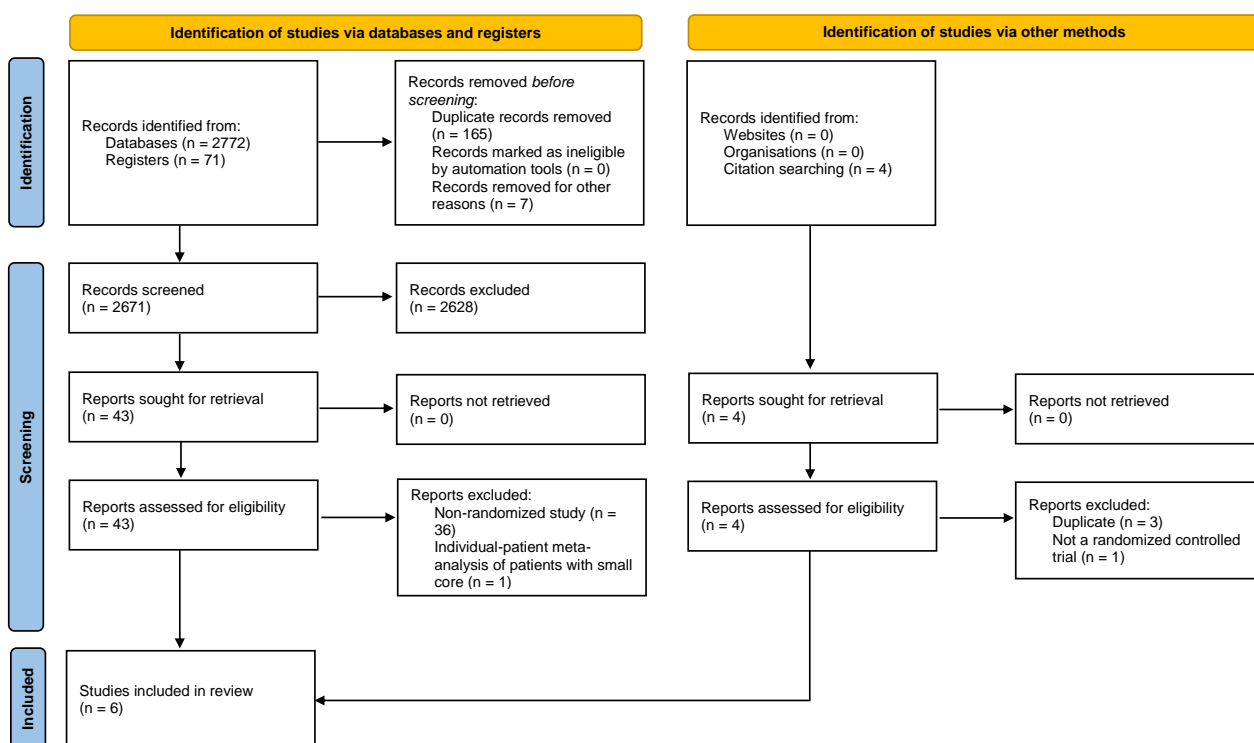 Identification of studies via databases and registers
Identification of studies via other methods
Identification
Records identified from:
Databases (n = 2772)
Registers (n = 71)
Records removed before
screening:
Duplicate records removed
(n = 165)
Records marked as ineligible
by automation tools (n = 0)
Records removed for other
reasons (n = 7)
Records identified from:
Websites (n = 0)
Organisations (n = 0)
Citation searching (n = 4)
Screening
Records screened
(n = 2671)
Records excluded
(n = 2628)
Reports sought for retrieval
(n = 43)
Reports not retrieved
(n = 0)
Reports sought for retrieval
(n = 4)
Reports not retrieved
(n = 0)
Reports assessed for eligibility
(n = 43)
Reports excluded:
Non-randomized study (n =
36)
Individual-patient meta-
analysis of patients with small
core (n = 1)
Reports assessed for eligibility
(n = 4)
Reports excluded:
Duplicate (n = 3)
Not a randomized controlled
trial (n = 1)
Included
Studies included in review
(n = 6)